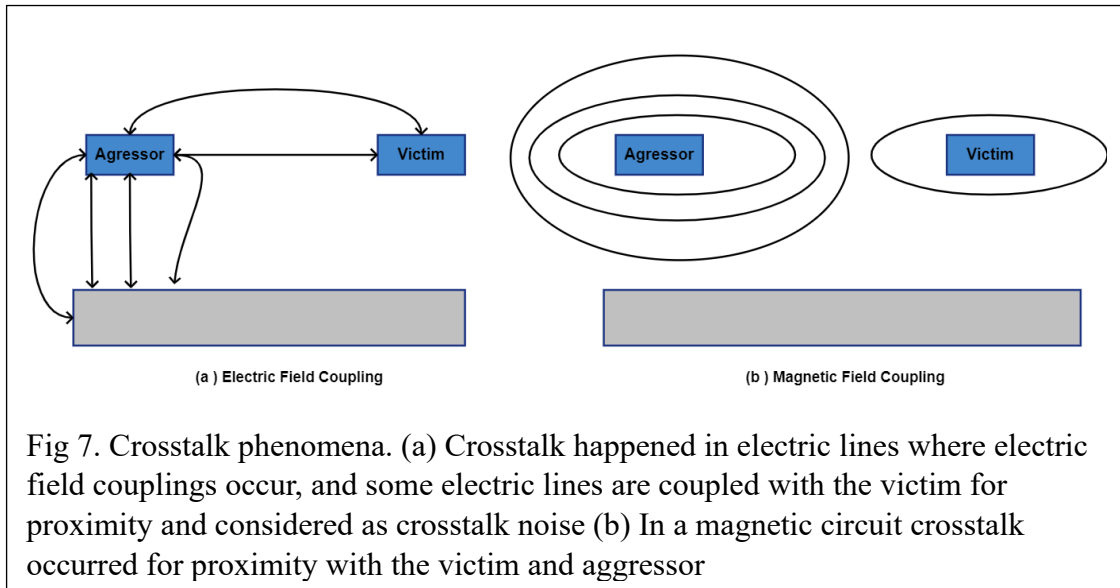 Agressor
Victim
Agressor
Victim
(a ) Electric Field Coupling
(b ) Magnetic Field Coupling
Fig 7. Crosstalk phenomena. (a) Crosstalk happened in electric lines where electric
field couplings occur, and some electric lines are coupled with the victim for
proximity and considered as crosstalk noise (b) In a magnetic circuit crosstalk
occurred for proximity with the victim and aggressor